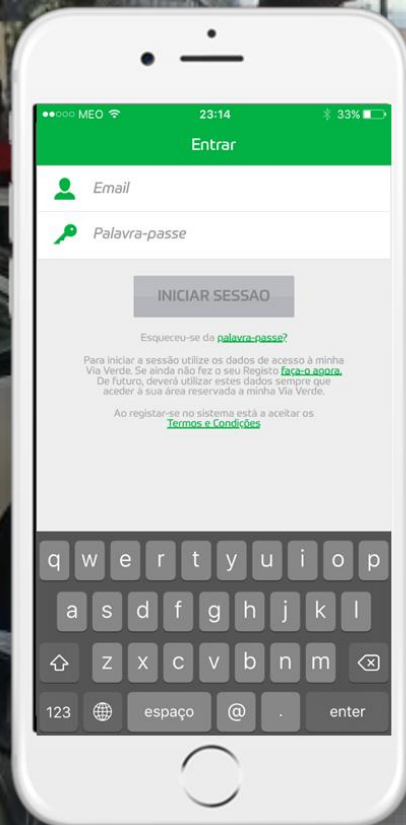 MEO 23:14 33%
Entrar
Email
Palavra-passe
INICIAR SESSAO
Esqueceu-se da palavra-passe?
Para iniciar a sessão utilize os dados de acesso à minha
Via Verde. Se ainda não fez o seu Registo faça-o agora.
De futuro, deverá utilizar estes dados sempre que
aceder à sua área reservada a minha Via Verde.
Ao registar-se no sistema está a aceitar os
Termos e Condições
q w e r t y u i o p
a s d f g h j k l
z x c v b n m
123 espaço @ . enter